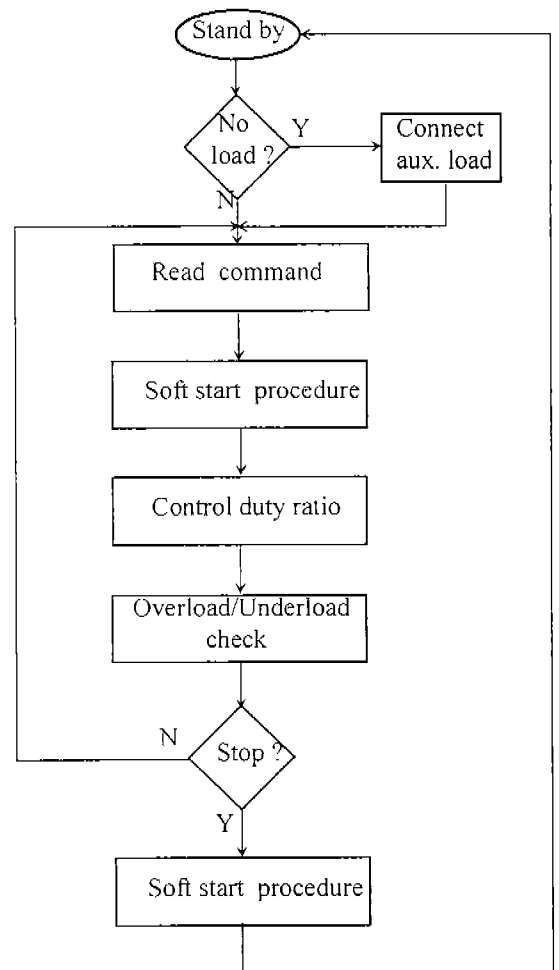 Stand by
No
load ?
Y
Connect
aux. load
N
Read command
Soft start procedure
Control duty ratio
Overload/Underload
check
N
Stop ?
Y
Soft start procedure